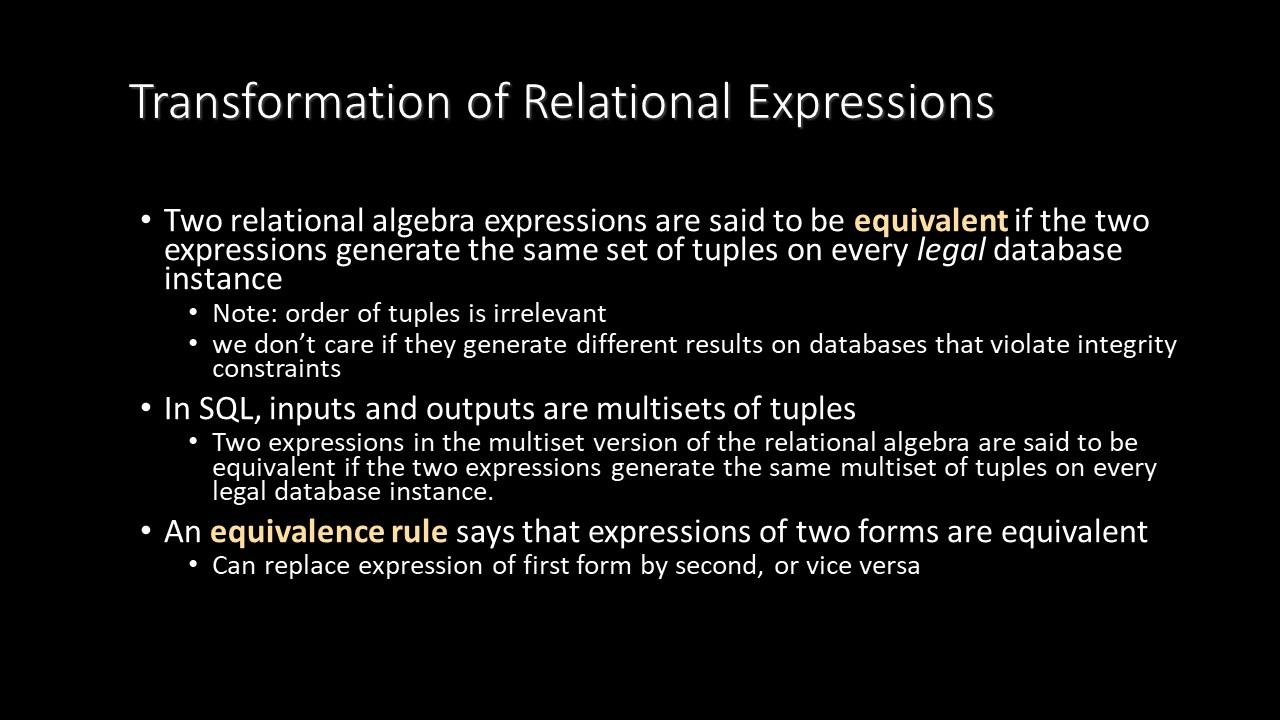 Transformation of Relational Expressions
• Two relational algebra expressions are said to be equivalent if the two
expressions generate the same set of tuples on every legal database
instance
• Note: order of tuples is irrelevant
• we don’t care if they generate different results on databases that violate integrity
constraints
• In SQL, inputs and outputs are multisets of tuples
• Two expressions in the multiset version of the relational algebra are said to be
equivalent if the two expressions generate the same multiset of tuples on every
legal database instance.
• An equivalence rule says that expressions of two forms are equivalent
• Can replace expression of first form by second, or vice versa